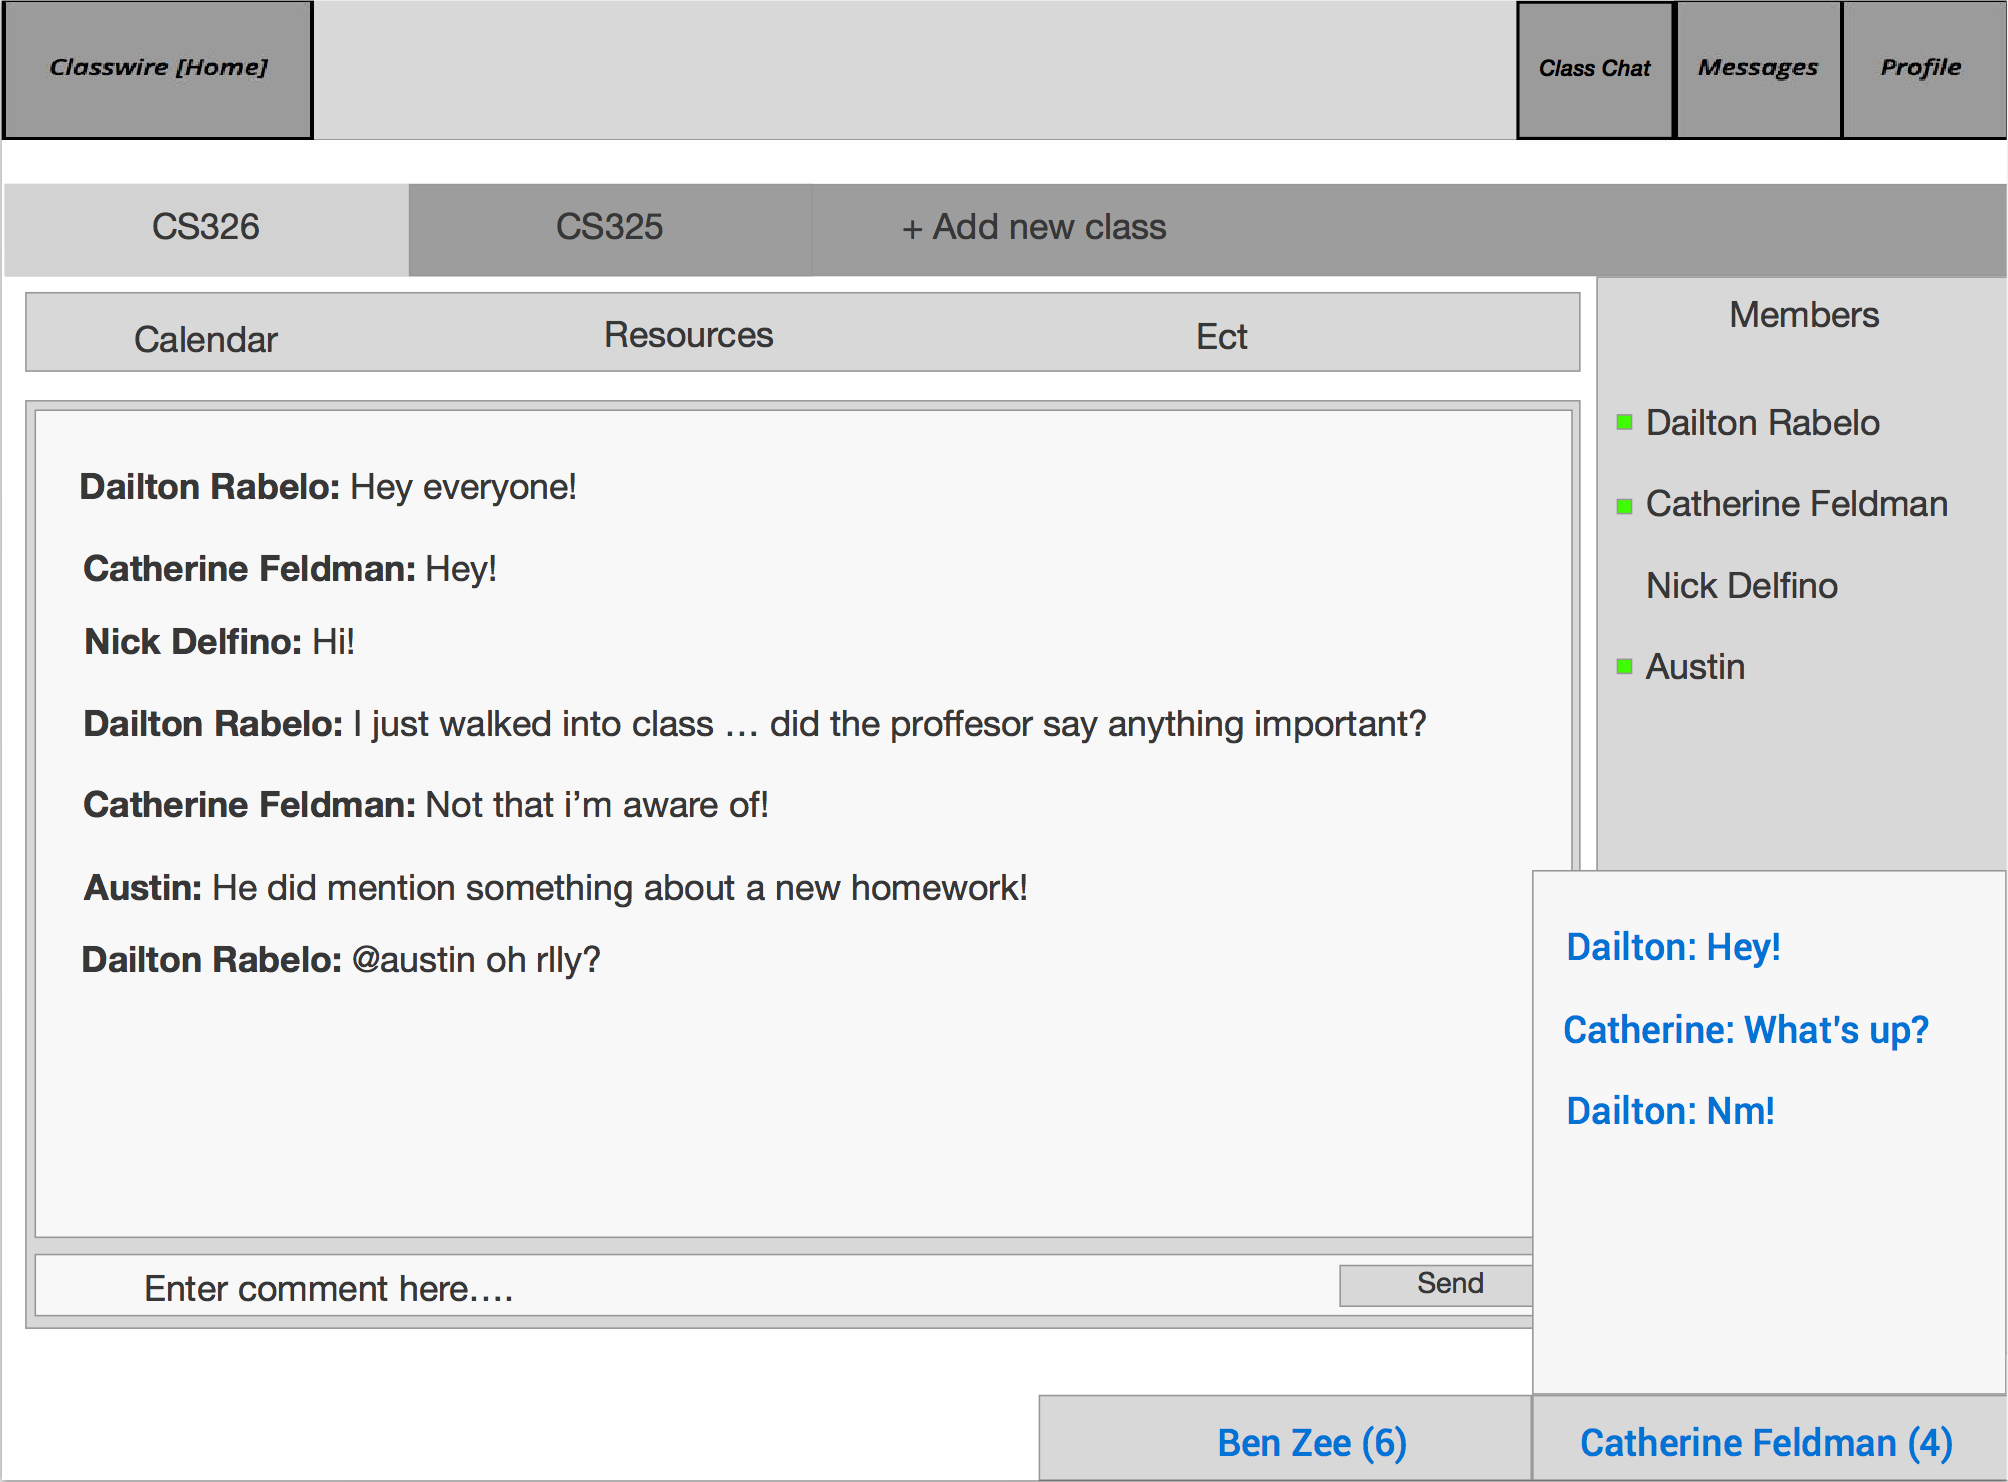 Classwire [Home]
Class Chat
Messages
Profile
CS326
CS325
+ Add new class
Calendar
Resources
Ect
Members
Dailton Rabelo
Catherine Feldman
Nick Delfino
Austin
Dailton Rabelo: Hey everyone!
Catherine Feldman: Hey!
Nick Delfino: Hi!
Dailton Rabelo: I just walked into class … did the proffesor say anything important?
Catherine Feldman: Not that i’m aware of!
Austin: He did mention something about a new homework!
Dailton Rabelo: @austin oh rlly?
Enter comment here….
Send
Dailton: Hey!
Catherine: What's up?
Dailton: Nm!
Ben Zee (6)
Catherine Feldman (4)